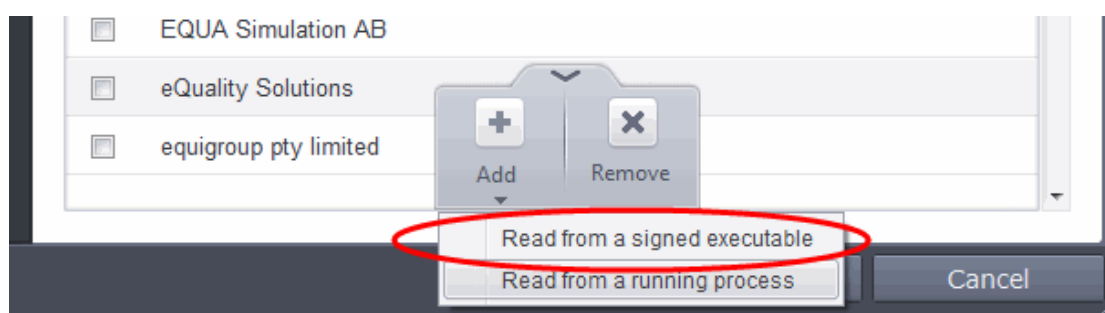 EQUA Simulation AB
eQuality Solutions
equigroup pty limited
Add
Remove
Read from a signed executable
Read from a running process
Cancel